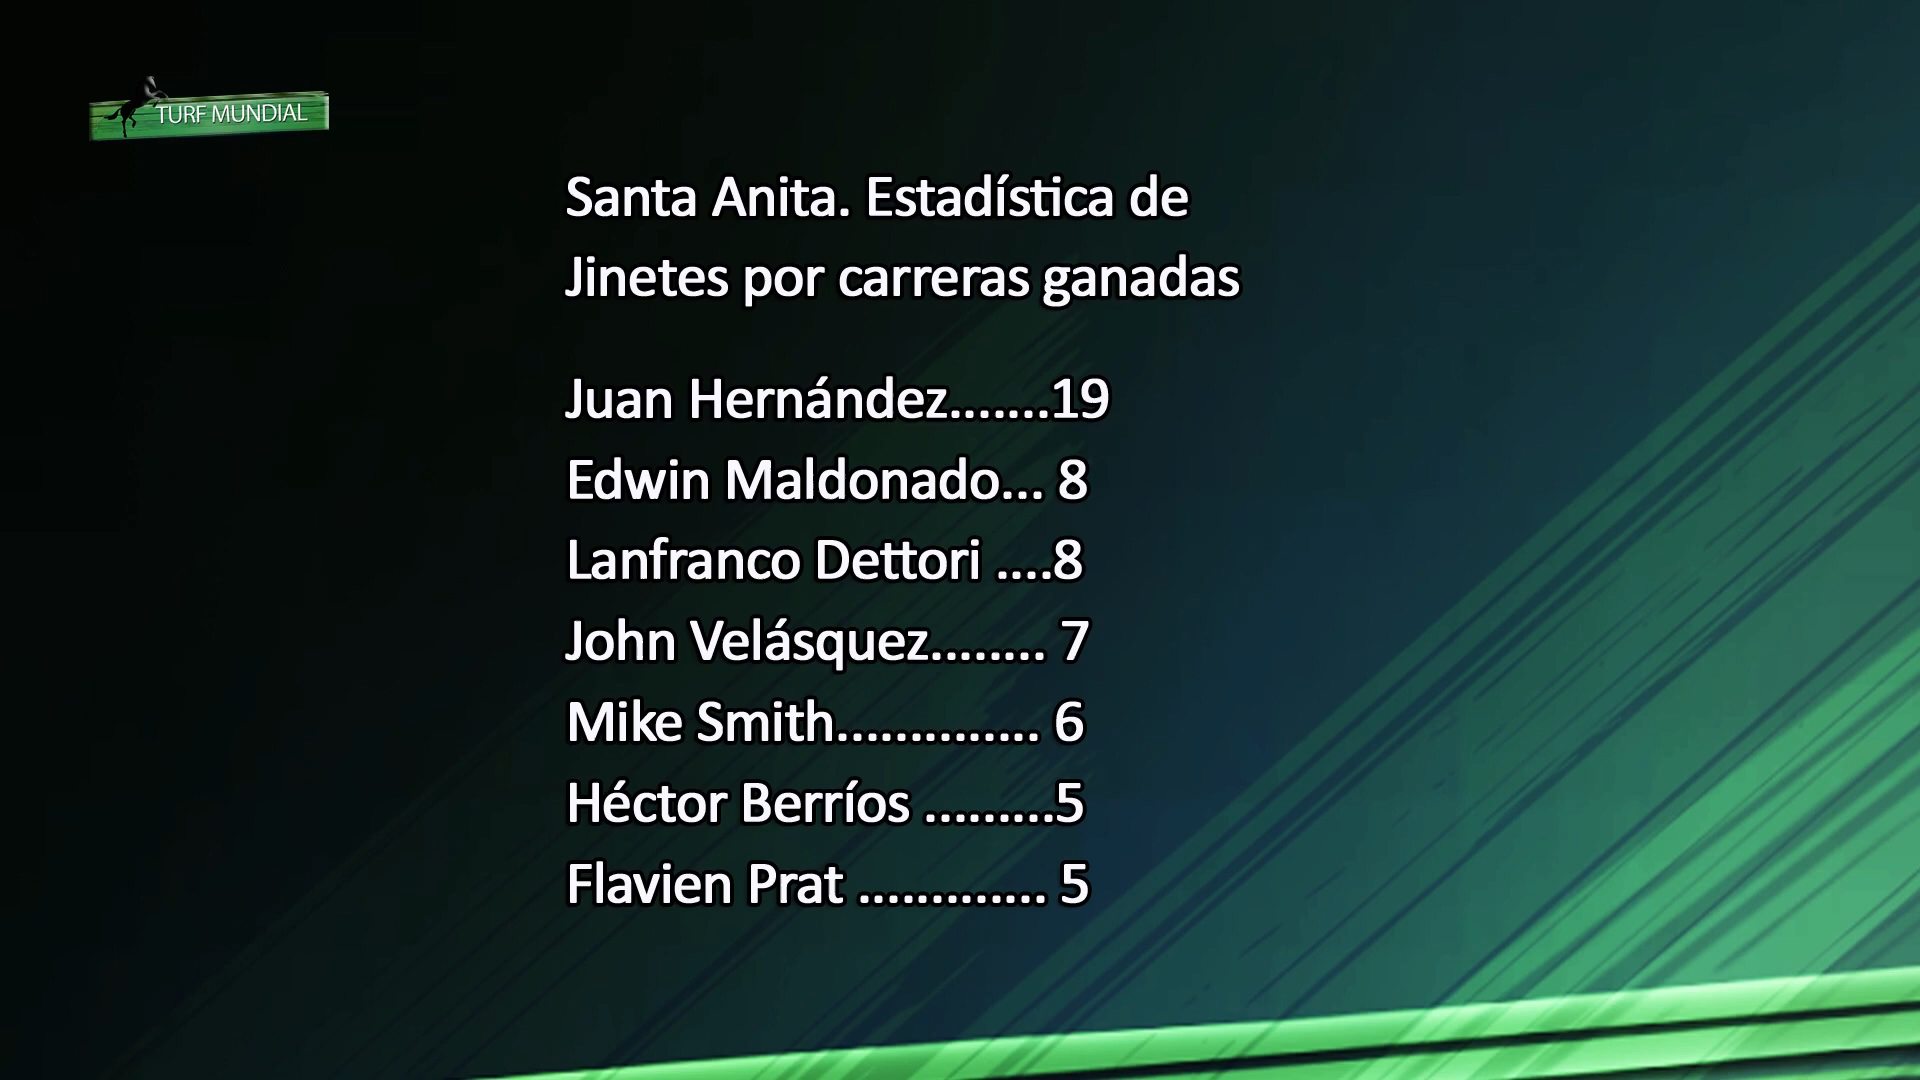 TURF MUNDIAL
Santa Anita. Estadística de
Jinetes por carreras ganadas
Juan Hernández.......19
Edwin Maldonado... 8
Lanfranco Dettori ....8
John Velásquez........ 7
Mike Smith.............. 6
Héctor Berríos .........5
Flavien Prat ............. 5